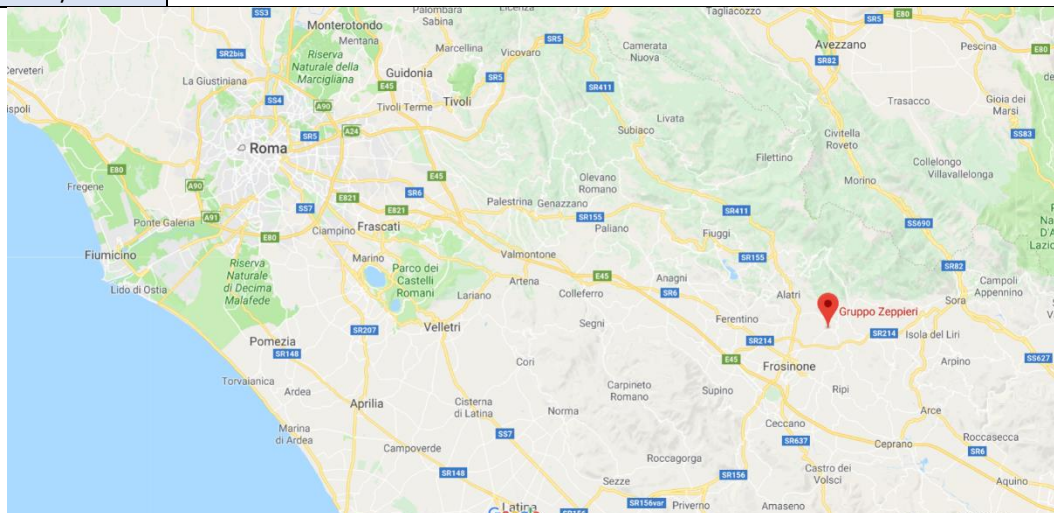 SS3
Monterotondo
Palombara
Sabina
Licenza
Tagliacozzo
SR5
E80
Mentana
Marcellina
Vicovaro
SR5
Camerata
Nuova
Avezzano
Pescina
SR2bis
Riserva
Naturale della
Marcigliana
SR82
E80
Cerveteri
La Giustiniana
Guidonia
E45
SR5
SR411
SS4
A90
Tivoli Terme
Tivoli
Trasacco
Gioia dei
Marsi
ispoli
A24
SR5
Livata
Subiaco
Civitella
Roveto
SS83
Roma
Filettino
Collelongo
Villavallelonga
E80
E45
Olevano
Romano
Morino
Fregene
A90
SR6
E821
Palestrina
Genazzano
SR411
A91
SS7
E821
SR155
SS690
Ponte Galeria
Frascati
Paliano
Fiuggi
Ciampino
E80
Valmontone
SR155
Fiumicino
Marino
SR82
Riserva
Naturale
di Decima
Malafede
Parco dei
Castelli
Romani
E45
Anagni
Campoli
Appennino
Lido di Ostia
Lariano
Artena
Colleferro
SR6
Alatri
Sora
Gruppo Zeppieri
SR207
Velletri
Segni
Ferentino
SR214
Isola del Liri
Pomezia
SR148
SR214
E45
SS627
Cori
Frosinone
Arpino
Torvaianica
Ardea
Carpineto
Romano
Supino
Ripi
Aprilia
Cisterna
di Latina
Norma
Arce
Marina
di Ardea
SS7
Ceccano
Roccasecca
Campoverde
SR637
Ceprano
SR6
Roccagorga
SR148
Sezze
SR156
Castro dei
Volsci
Aquino
SR156var
Priverno
Amaseno
Latina
SR156